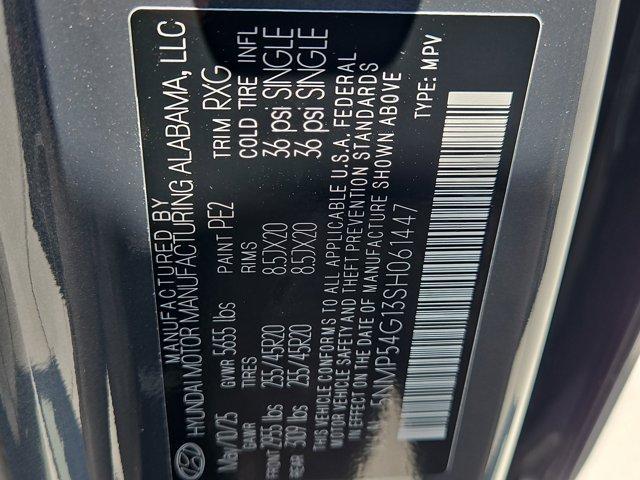 MANUFACTURED BY
HYUNDAI MOTOR MANUFACTURING ALABAMA, LLC
May/10/25 GVWR 5655 lbs PAINT PE2 TRIM RXG
GAWR TIRES RIMS COLD TIRE INFL
FRONT 2955 lbs 255/45R20 8.5JX20 36 psi SINGLE
REAR 3109 lbs 255/45R20 8.5JX20 36 psi SINGLE
THIS VEHICLE CONFORMS TO ALL APPLICABLE U.S.A. FEDERAL
MOTOR VEHICLE SAFETY AND THEFT PREVENTION STANDARDS
IN EFFECT ON THE DATE OF MANUFACTURE SHOWN ABOVE
5NMP54G13SH061447 TYPE: MPV